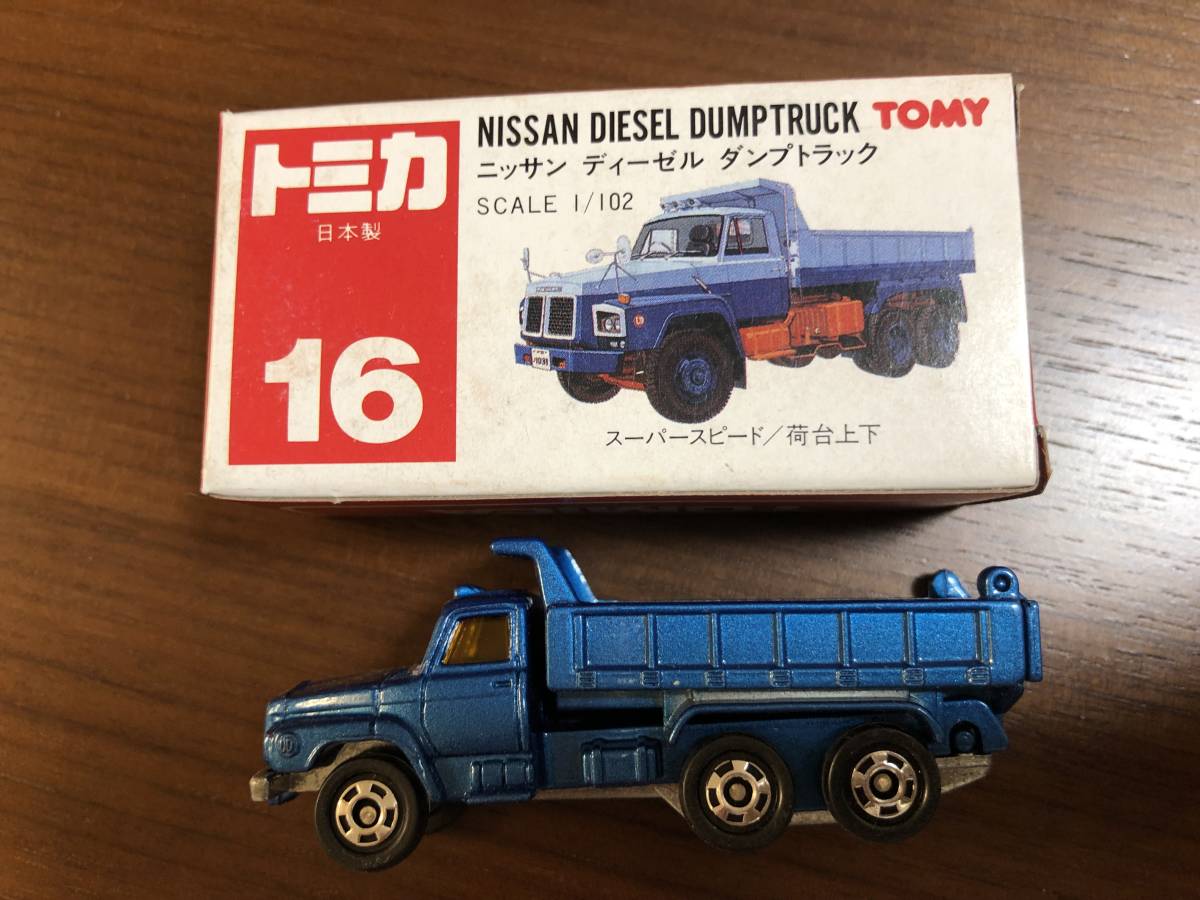 トミカ
日本製
16
NISSAN DIESEL DUMPTRUCK TOMY
ニッサン ディーゼル ダンプトラック
SCALE 1/102
スーパースピード/荷台上下